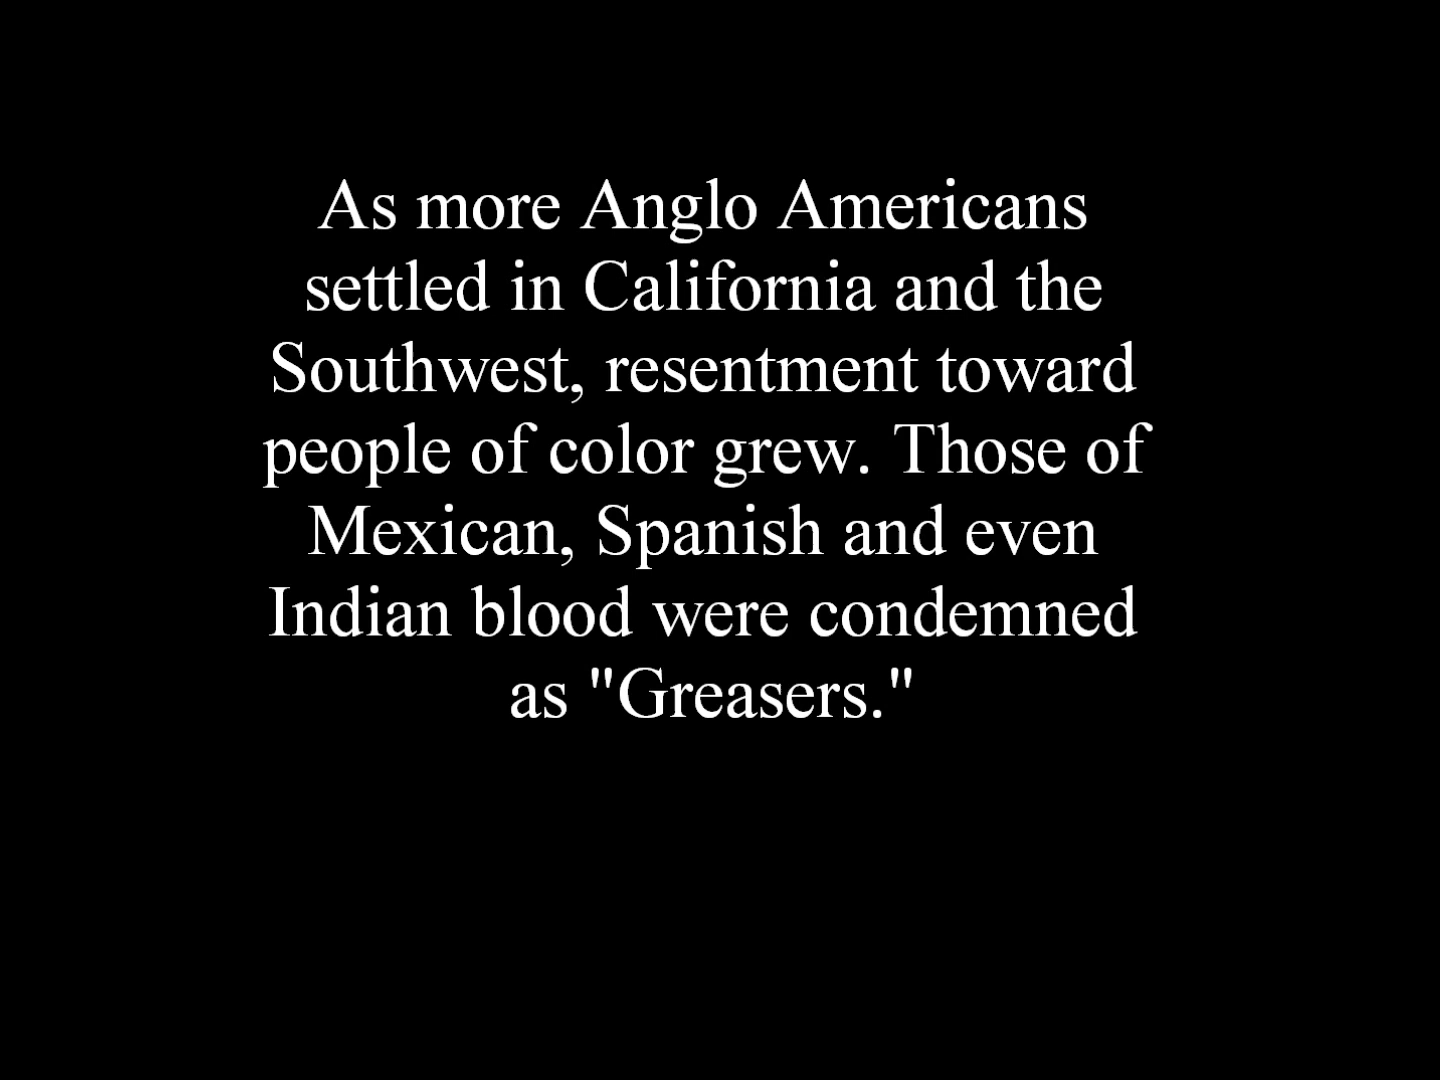 As more Anglo Americans
settled in California and the
Southwest, resentment toward
people of color grew. Those of
Mexican, Spanish and even
Indian blood were condemned
as "Greasers."